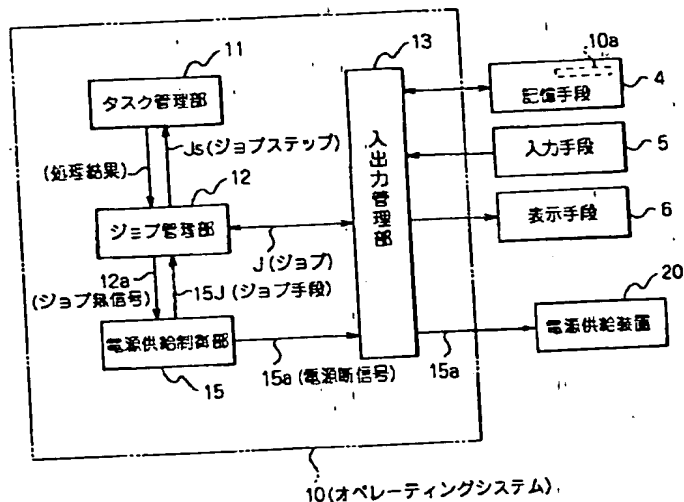 11
タスク管理部
(処理結果)
Js(ジョブステップ)
12
ジョブ管理部
J(ジョブ)
12a
(ジョブ無信号)
15J(ジョブ手段)
電源供給制御部
15
15a(電源断信号)
13
入出力管理部
10a
記憶手段
4
入力手段
5
表示手段
6
20
電源供給装置
15a
10(オペレーティングシステム)